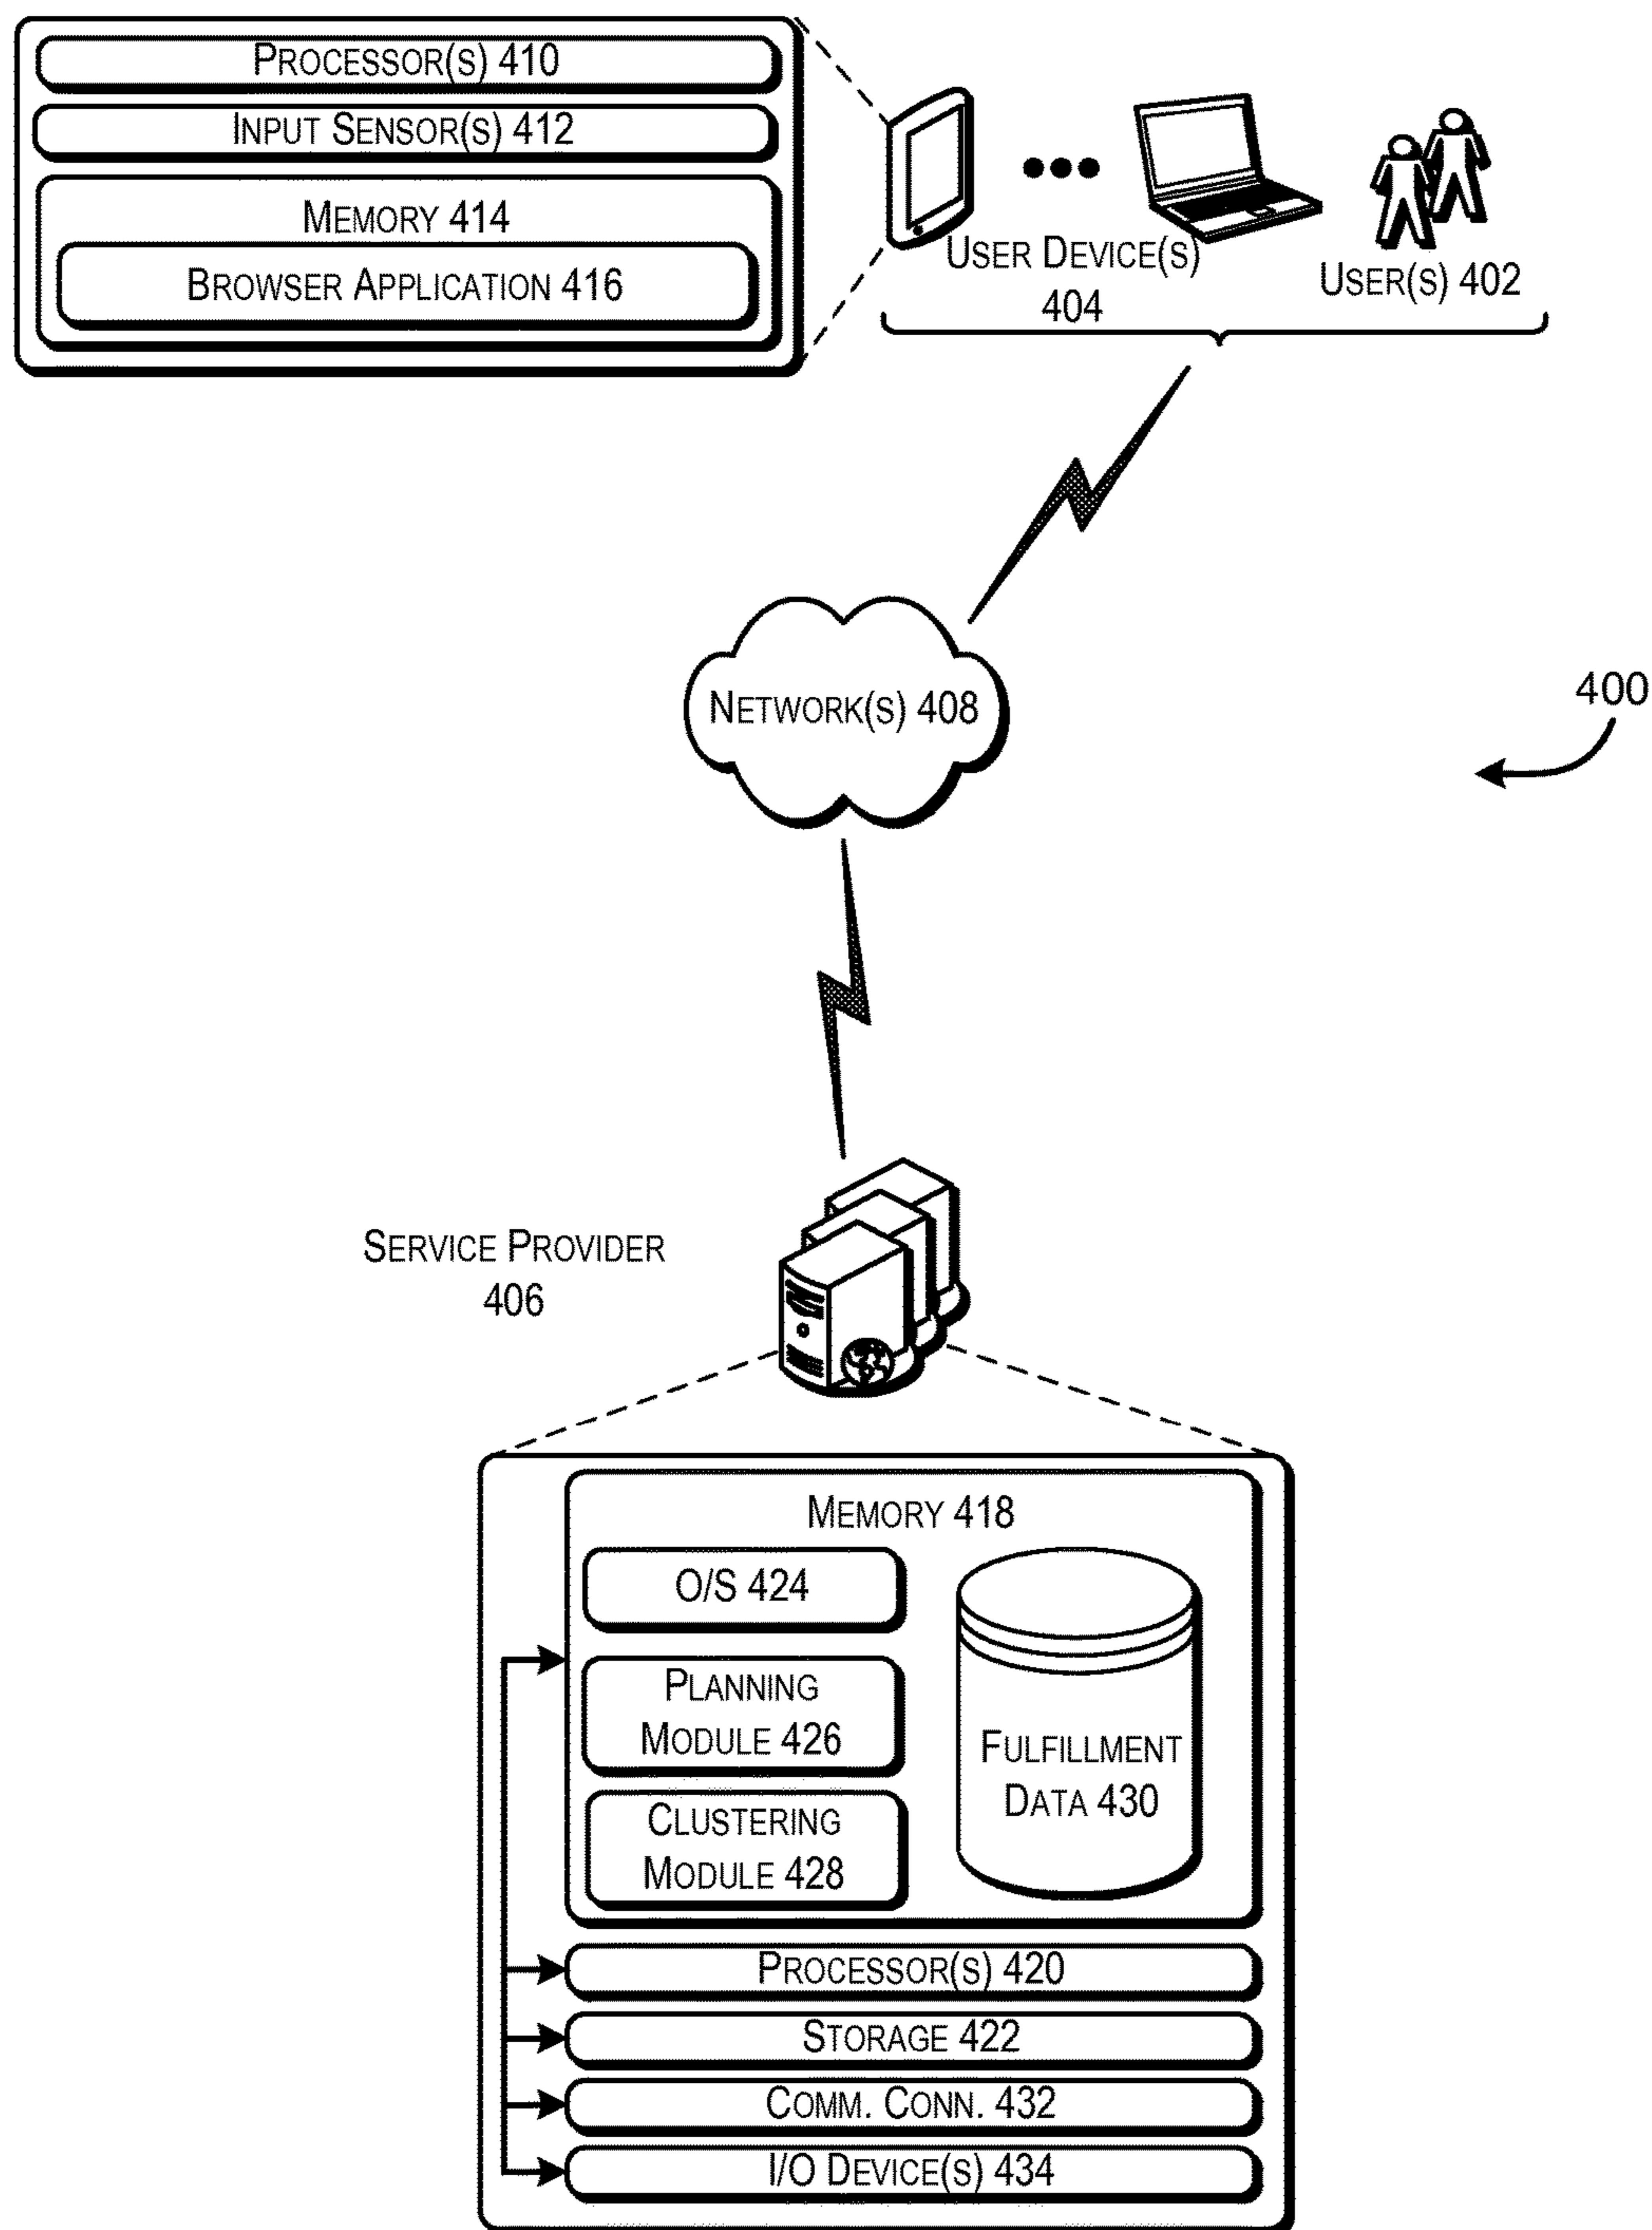 PROCESSOR(S) 410
INPUT SENSOR(S) 412
MEMORY 414
BROWSER APPLICATION 416
USER DEVICE(S)
404
USER(S) 402
NETWORK(S) 408
400
SERVICE PROVIDER
406
MEMORY 418
O/S 424
PLANNING
MODULE 426
CLUSTERING
MODULE 428
FULFILLMENT
DATA 430
PROCESSOR(S) 420
STORAGE 422
COMM. CONN. 432
I/O DEVICE(S) 434